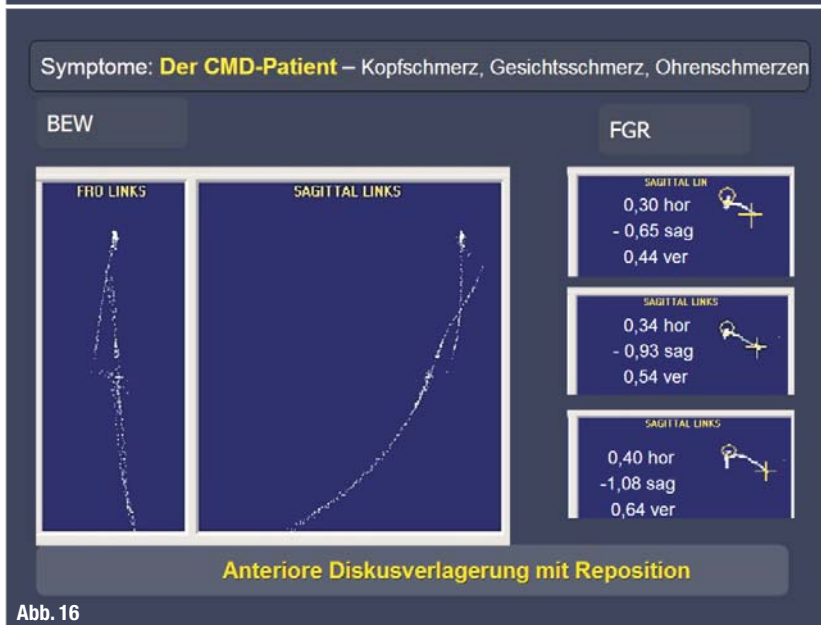 Symptome: Der CMD-Patient – Kopfschmerz, Gesichtsschmerz, Ohrenschmerzen
BEW
FGR
FRO LINKS
SAGITTAL LINKS
SAGITTAL LIN
0,30 hor
- 0,65 sag
0,44 ver
SAGITTAL LINKS
0,34 hor
- 0,93 sag
0,54 ver
SAGITTAL LINKS
0,40 hor
-1,08 sag
0,64 ver
Anteriore Diskusverlagerung mit Reposition
Abb. 16